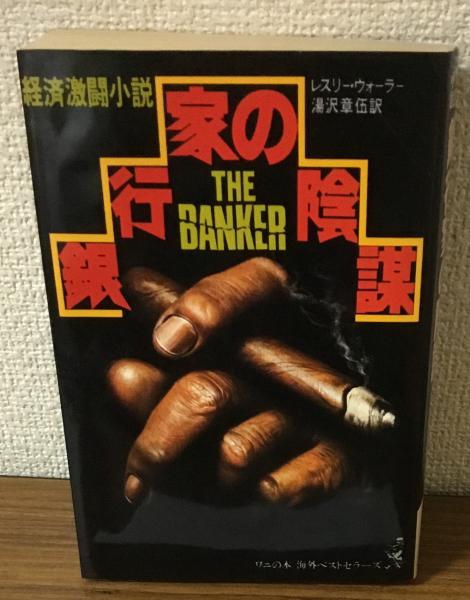 経済激闘小説
レスリー・ウォーラー
湯沢章伍訳
銀行家の陰謀
THE
BANKER
ワニの本 海外ベストセラーズ